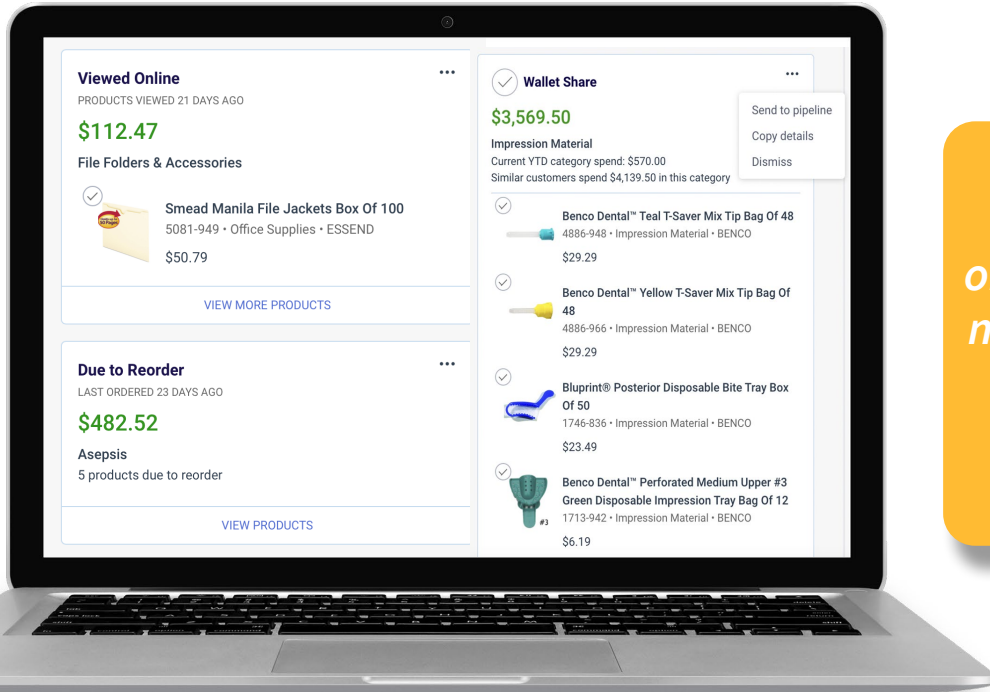 Viewed Online
PRODUCTS VIEWED 21 DAYS AGO
$112.47
File Folders & Accessories
Smead Manila File Jackets Box Of 100
5081-949 • Office Supplies • ESSEND
$50.79
VIEW MORE PRODUCTS
Due to Reorder
LAST ORDERED 23 DAYS AGO
$482.52
Asepsis
5 products due to reorder
VIEW PRODUCTS
Wallet Share
$3,569.50
Impression Material
Current YTD category spend: $570.00
Similar customers spend $4,139.50 in this category
Send to pipeline
Copy details
Dismiss
Benco Dental™ Teal T-Saver Mix Tip Bag Of 48
4886-948 • Impression Material • BENCO
$29.29
Benco Dental™ Yellow T-Saver Mix Tip Bag Of
48
4886-966 • Impression Material • BENCO
$29.29
Bluprint® Posterior Disposable Bite Tray Box
Of 50
1746-836 • Impression Material • BENCO
$23.49
Benco Dental™ Perforated Medium Upper #3
Green Disposable Impression Tray Bag Of 12
#3
1713-942 • Impression Material • BENCO
$6.19